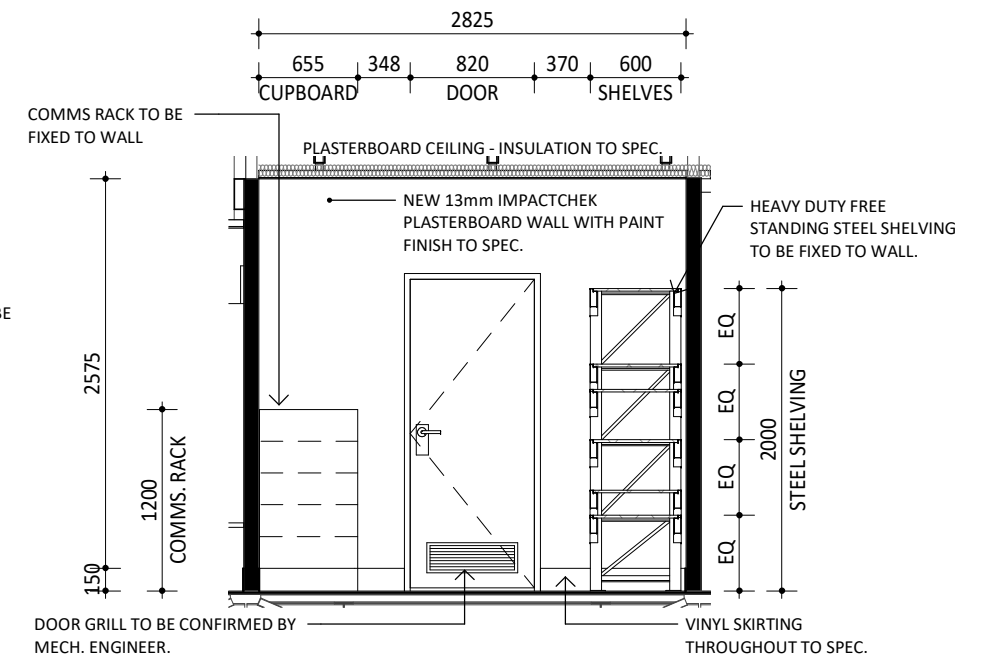 2825
655 348 820 370 600
CUPBOARD DOOR SHELVES
COMMS RACK TO BE
FIXED TO WALL
PLASTERBOARD CEILING - INSULATION TO SPEC.
NEW 13mm IMPACTCHEK
PLASTERBOARD WALL WITH PAINT
FINISH TO SPEC.
HEAVY DUTY FREE
STANDING STEEL SHELVING
TO BE FIXED TO WALL.
BE
2575
150
1200
COMMS. RACK
EQ
EQ
EQ
EQ
2000
STEEL SHELVING
DOOR GRILL TO BE CONFIRMED BY
MECH. ENGINEER.
VINYL SKIRTING
THROUGHOUT TO SPEC.